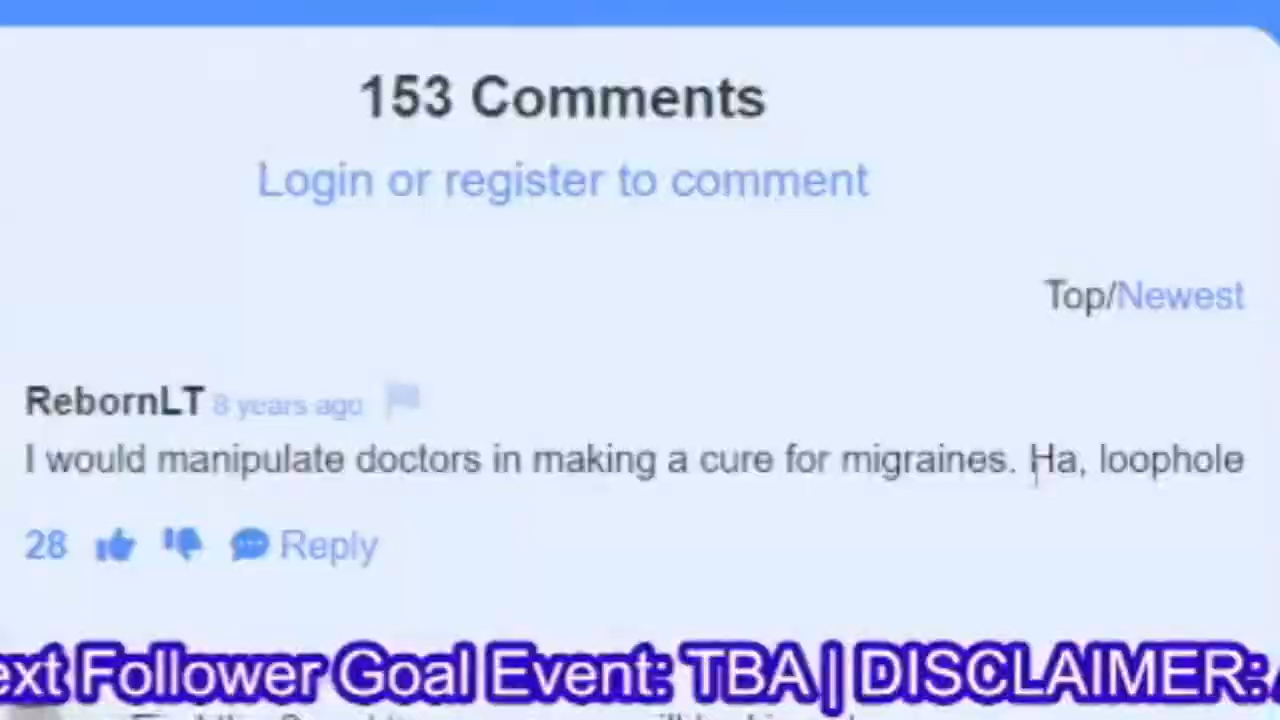 153 Comments
Login or register to comment
Top/Newest
RebornLT 8 years ago
I would manipulate doctors in making a cure for migraines. Ha, loophole
28 Reply
ext Follower Goal Event: TBA | DISCLAIMER: